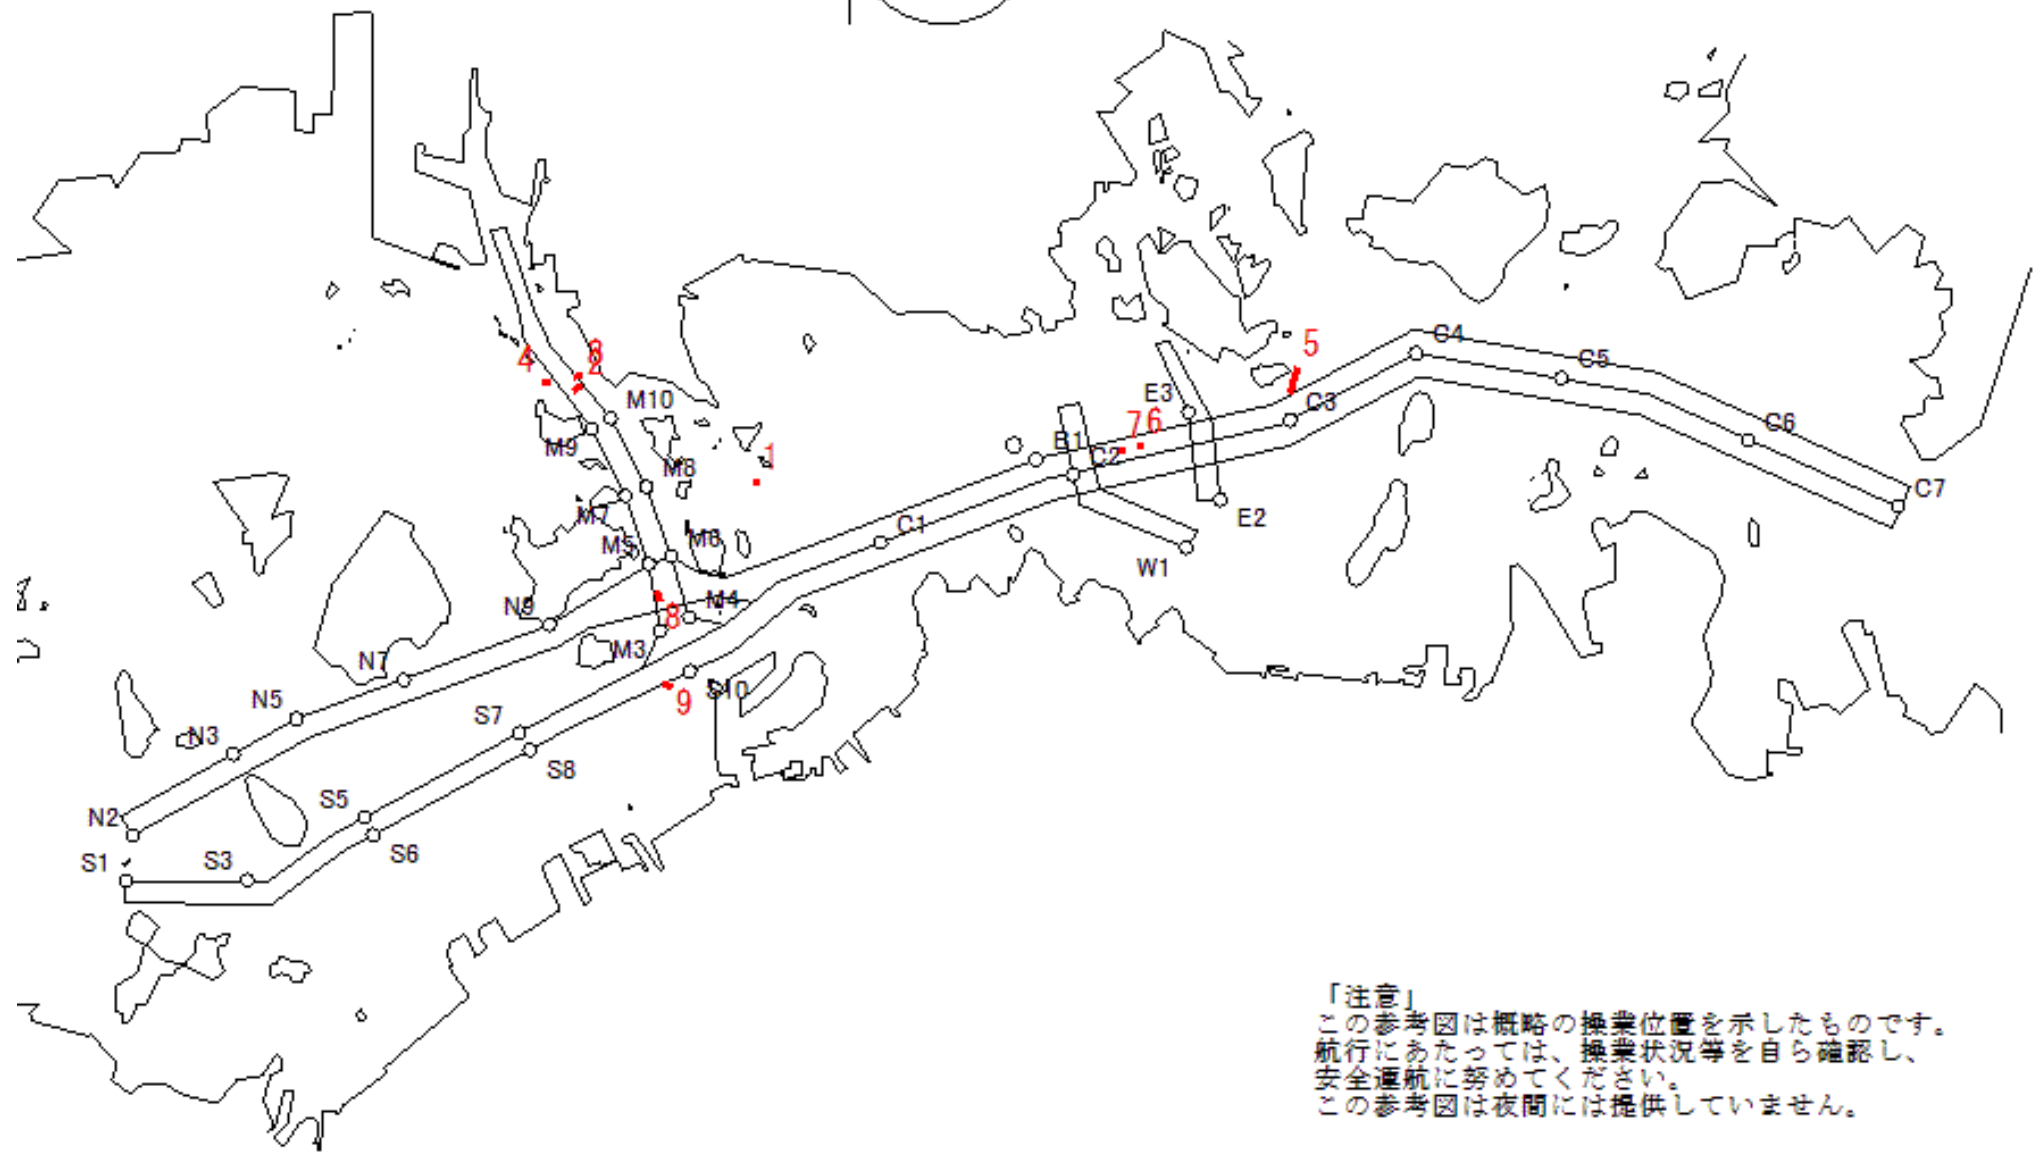 5
C4
3
4
2
C5
M10
E3
C3
7
6
M9
B1
C6
1
C2
M8
C7
M7
C1
E2
M5
M6
W1
N9
M4
8
M3
N7
S10
9
N5
S7
N3
S8
S5
N2
S6
S1
S3
「注意」
この参考図は概略の操業位置を示したものです。
航行にあたっては、操業状況等を自ら確認し、
安全運航に努めてください。
この参考図は夜間には提供していません。